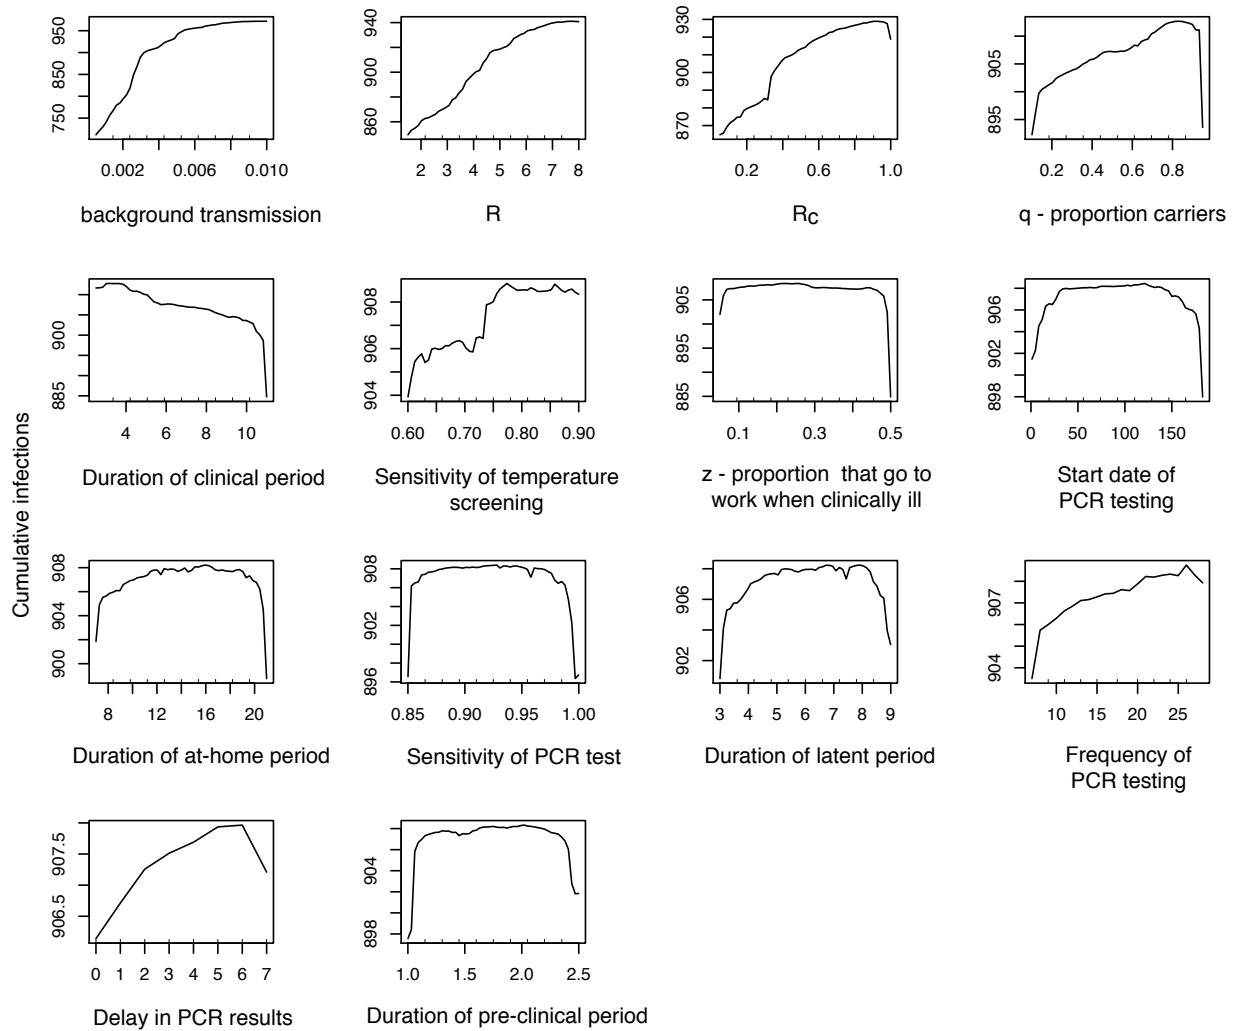 950
850
750
0.002 0.006 0.010
background transmission
940
900
860
2 3 4 5 6 7 8
R
930
900
870
0.2 0.6 1.0
RC
905
895
0.2 0.4 0.6 0.8
q - proportion carriers
Cumulative infections
900
885
4 6 8 10
Duration of clinical period
908
906
904
0.60 0.70 0.80 0.90
Sensitivity of temperature
screening
905
895
885
0.1 0.3 0.5
z - proportion that go to
work when clinically ill
906
902
898
0 50 100 150
Start date of
PCR testing
908
904
900
8 12 16 20
Duration of at-home period
908
902
896
0.85 0.90 0.95 1.00
Sensitivity of PCR test
906
902
3 4 5 6 7 8 9
Duration of latent period
907
904
10 15 20 25
Frequency of
PCR testing
907.5
906.5
0 1 2 3 4 5 6 7
Delay in PCR results
904
898
1.0 1.5 2.0 2.5
Duration of pre-clinical period